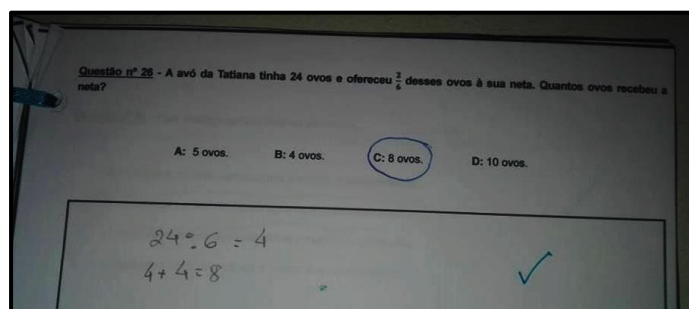 Questão nº 26 - A avó da Tatiana tinha 24 ovos e ofereceu 2/6 desses ovos à sua neta. Quantos ovos recebeu a
neta?
A: 5 ovos. B: 4 ovos. C: 8 ovos. D: 10 ovos.
24 : 6 = 4
4 + 4 = 8